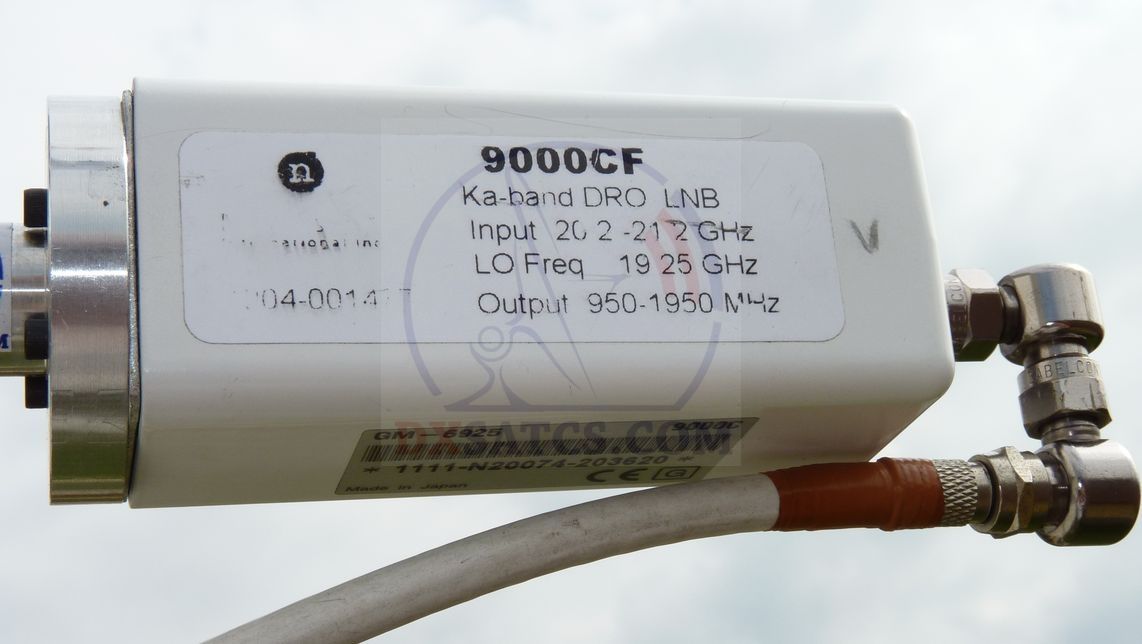 n
9000CF
Ka-band DRO LNB
Input 20 2 -21 2 GHz
LO Freq 19 25 GHz
Output 950-1950 MHz
V
GM-6925 9000C
* 1111-N20074-203620 *
Made in Japan CE G
DXSATCS.COM